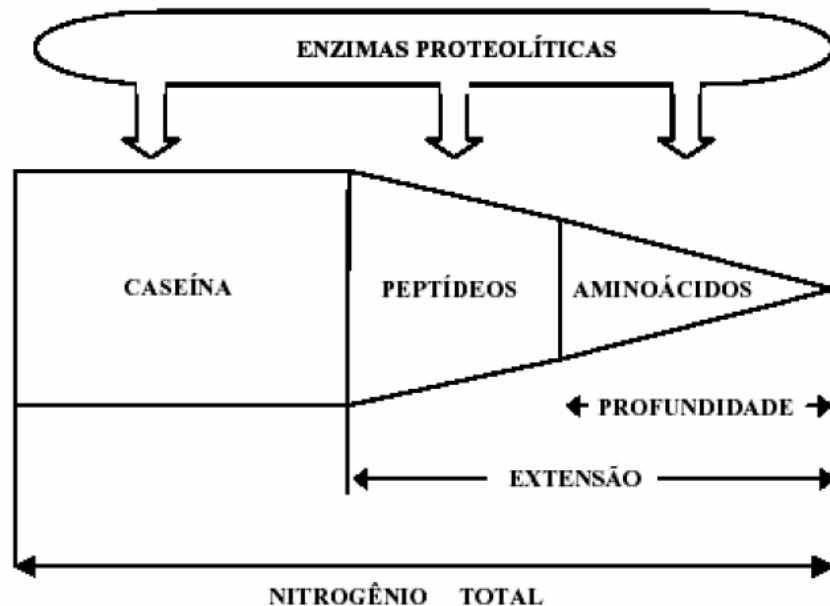 ENZIMAS PROTEOLÍTICAS
CASEÍNA
PEPTÍDEOS
AMINOÁCIDOS
PROFUNDIDADE
EXTENSÃO
NITROGÊNIO TOTAL